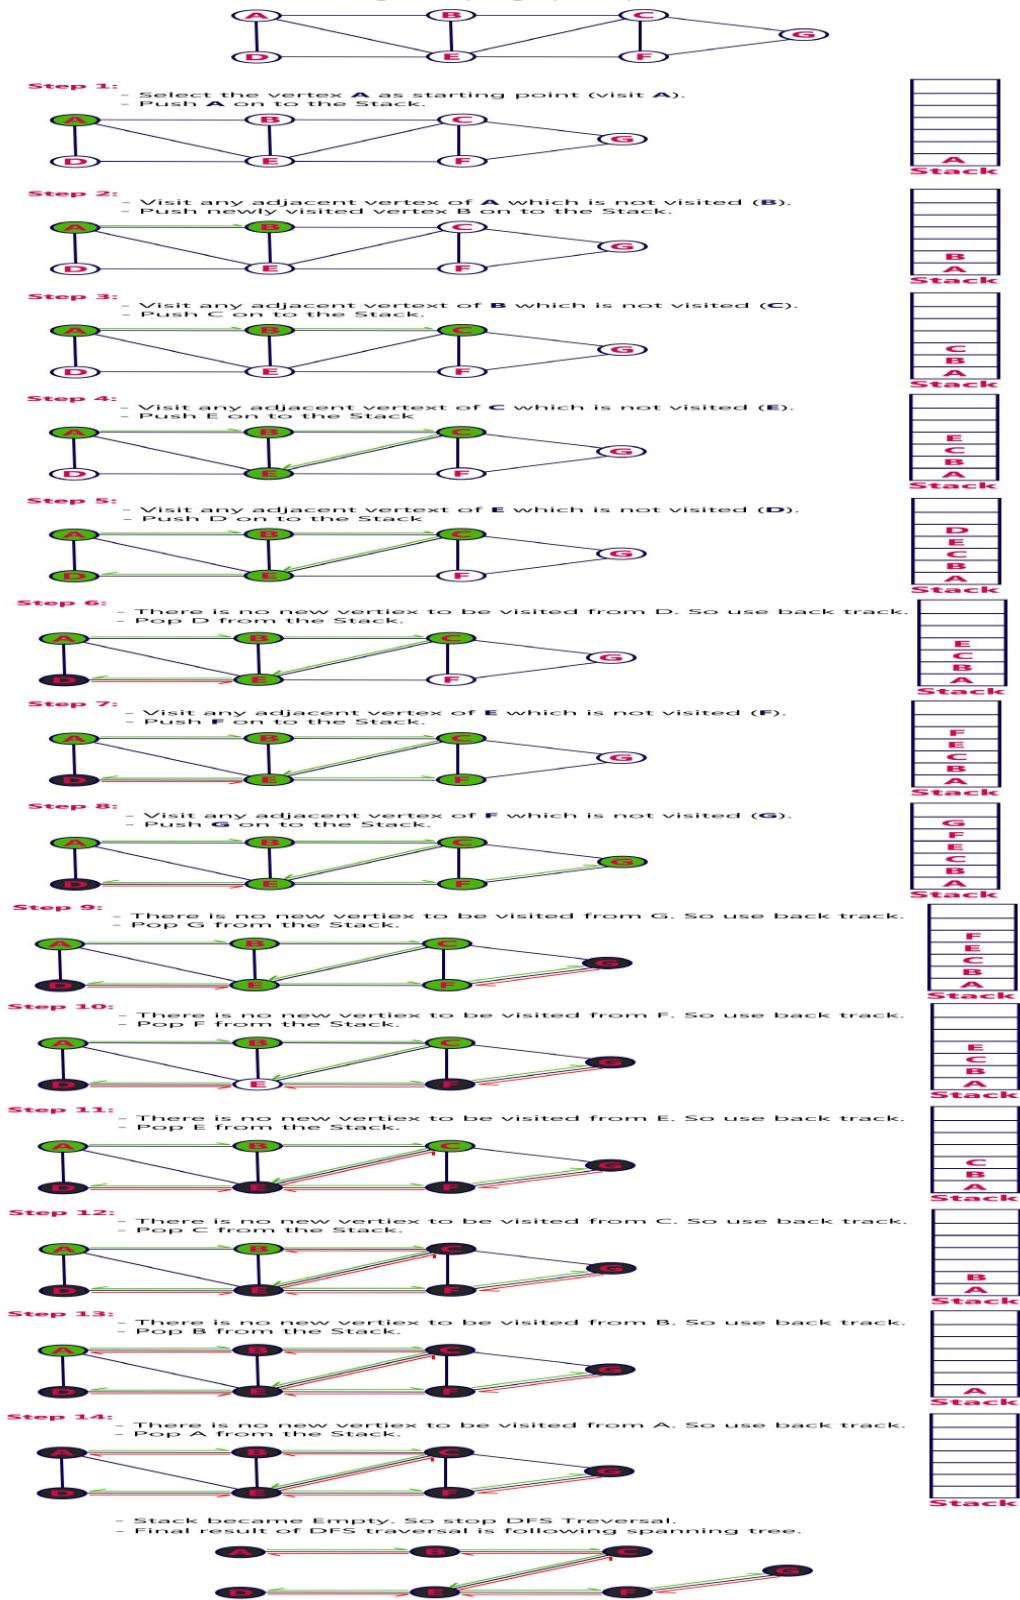 A B C
G
D E F
Step 1:
- Select the vertex A as starting point (visit A).
- Push A on to the Stack.
A B C
G
D E F
A
Stack
Step 2:
- Visit any adjacent vertex of A which is not visited (B).
- Push newly visited vertex B on to the Stack.
A B C
G
D E F
B
A
Stack
Step 3:
- Visit any adjacent vertext of B which is not visited (C).
- Push C on to the Stack.
A B C
G
D E F
C
B
A
Stack
Step 4:
- Visit any adjacent vertext of C which is not visited (E).
- Push E on to the Stack
A B C
G
D E F
E
C
B
A
Stack
Step 5:
- Visit any adjacent vertext of E which is not visited (D).
- Push D on to the Stack
A B C
G
D E F
D
E
C
B
A
Stack
Step 6:
- There is no new vertiex to be visited from D. So use back track.
- Pop D from the Stack.
A B C
G
D E F
E
C
B
A
Stack
Step 7:
- Visit any adjacent vertex of E which is not visited (F).
- Push F on to the Stack.
A B C
G
D E F
F
E
C
B
A
Stack
Step 8:
- Visit any adjacent vertex of F which is not visited (G).
- Push G on to the Stack.
A B C
G
D E F
G
F
E
C
B
A
Stack
Step 9:
- There is no new vertiex to be visited from G. So use back track.
- Pop G from the Stack.
A B C
G
D E F
F
E
C
B
A
Stack
Step 10:
- There is no new vertiex to be visited from F. So use back track.
- Pop F from the Stack.
A B C
G
D E F
E
C
B
A
Stack
Step 11:
- There is no new vertiex to be visited from E. So use back track.
- Pop E from the Stack.
A B C
G
D E F
C
B
A
Stack
Step 12:
- There is no new vertiex to be visited from C. So use back track.
- Pop C from the Stack.
A B C
G
D E F
B
A
Stack
Step 13:
- There is no new vertiex to be visited from B. So use back track.
- Pop B from the Stack.
A B C
G
D E F
A
Stack
Step 14:
- There is no new vertiex to be visited from A. So use back track.
- Pop A from the Stack.
A B C
G
D E F
Stack
- Stack became Empty. So stop DFS Treversal.
- Final result of DFS traversal is following spanning tree.
A B C
G
D E F